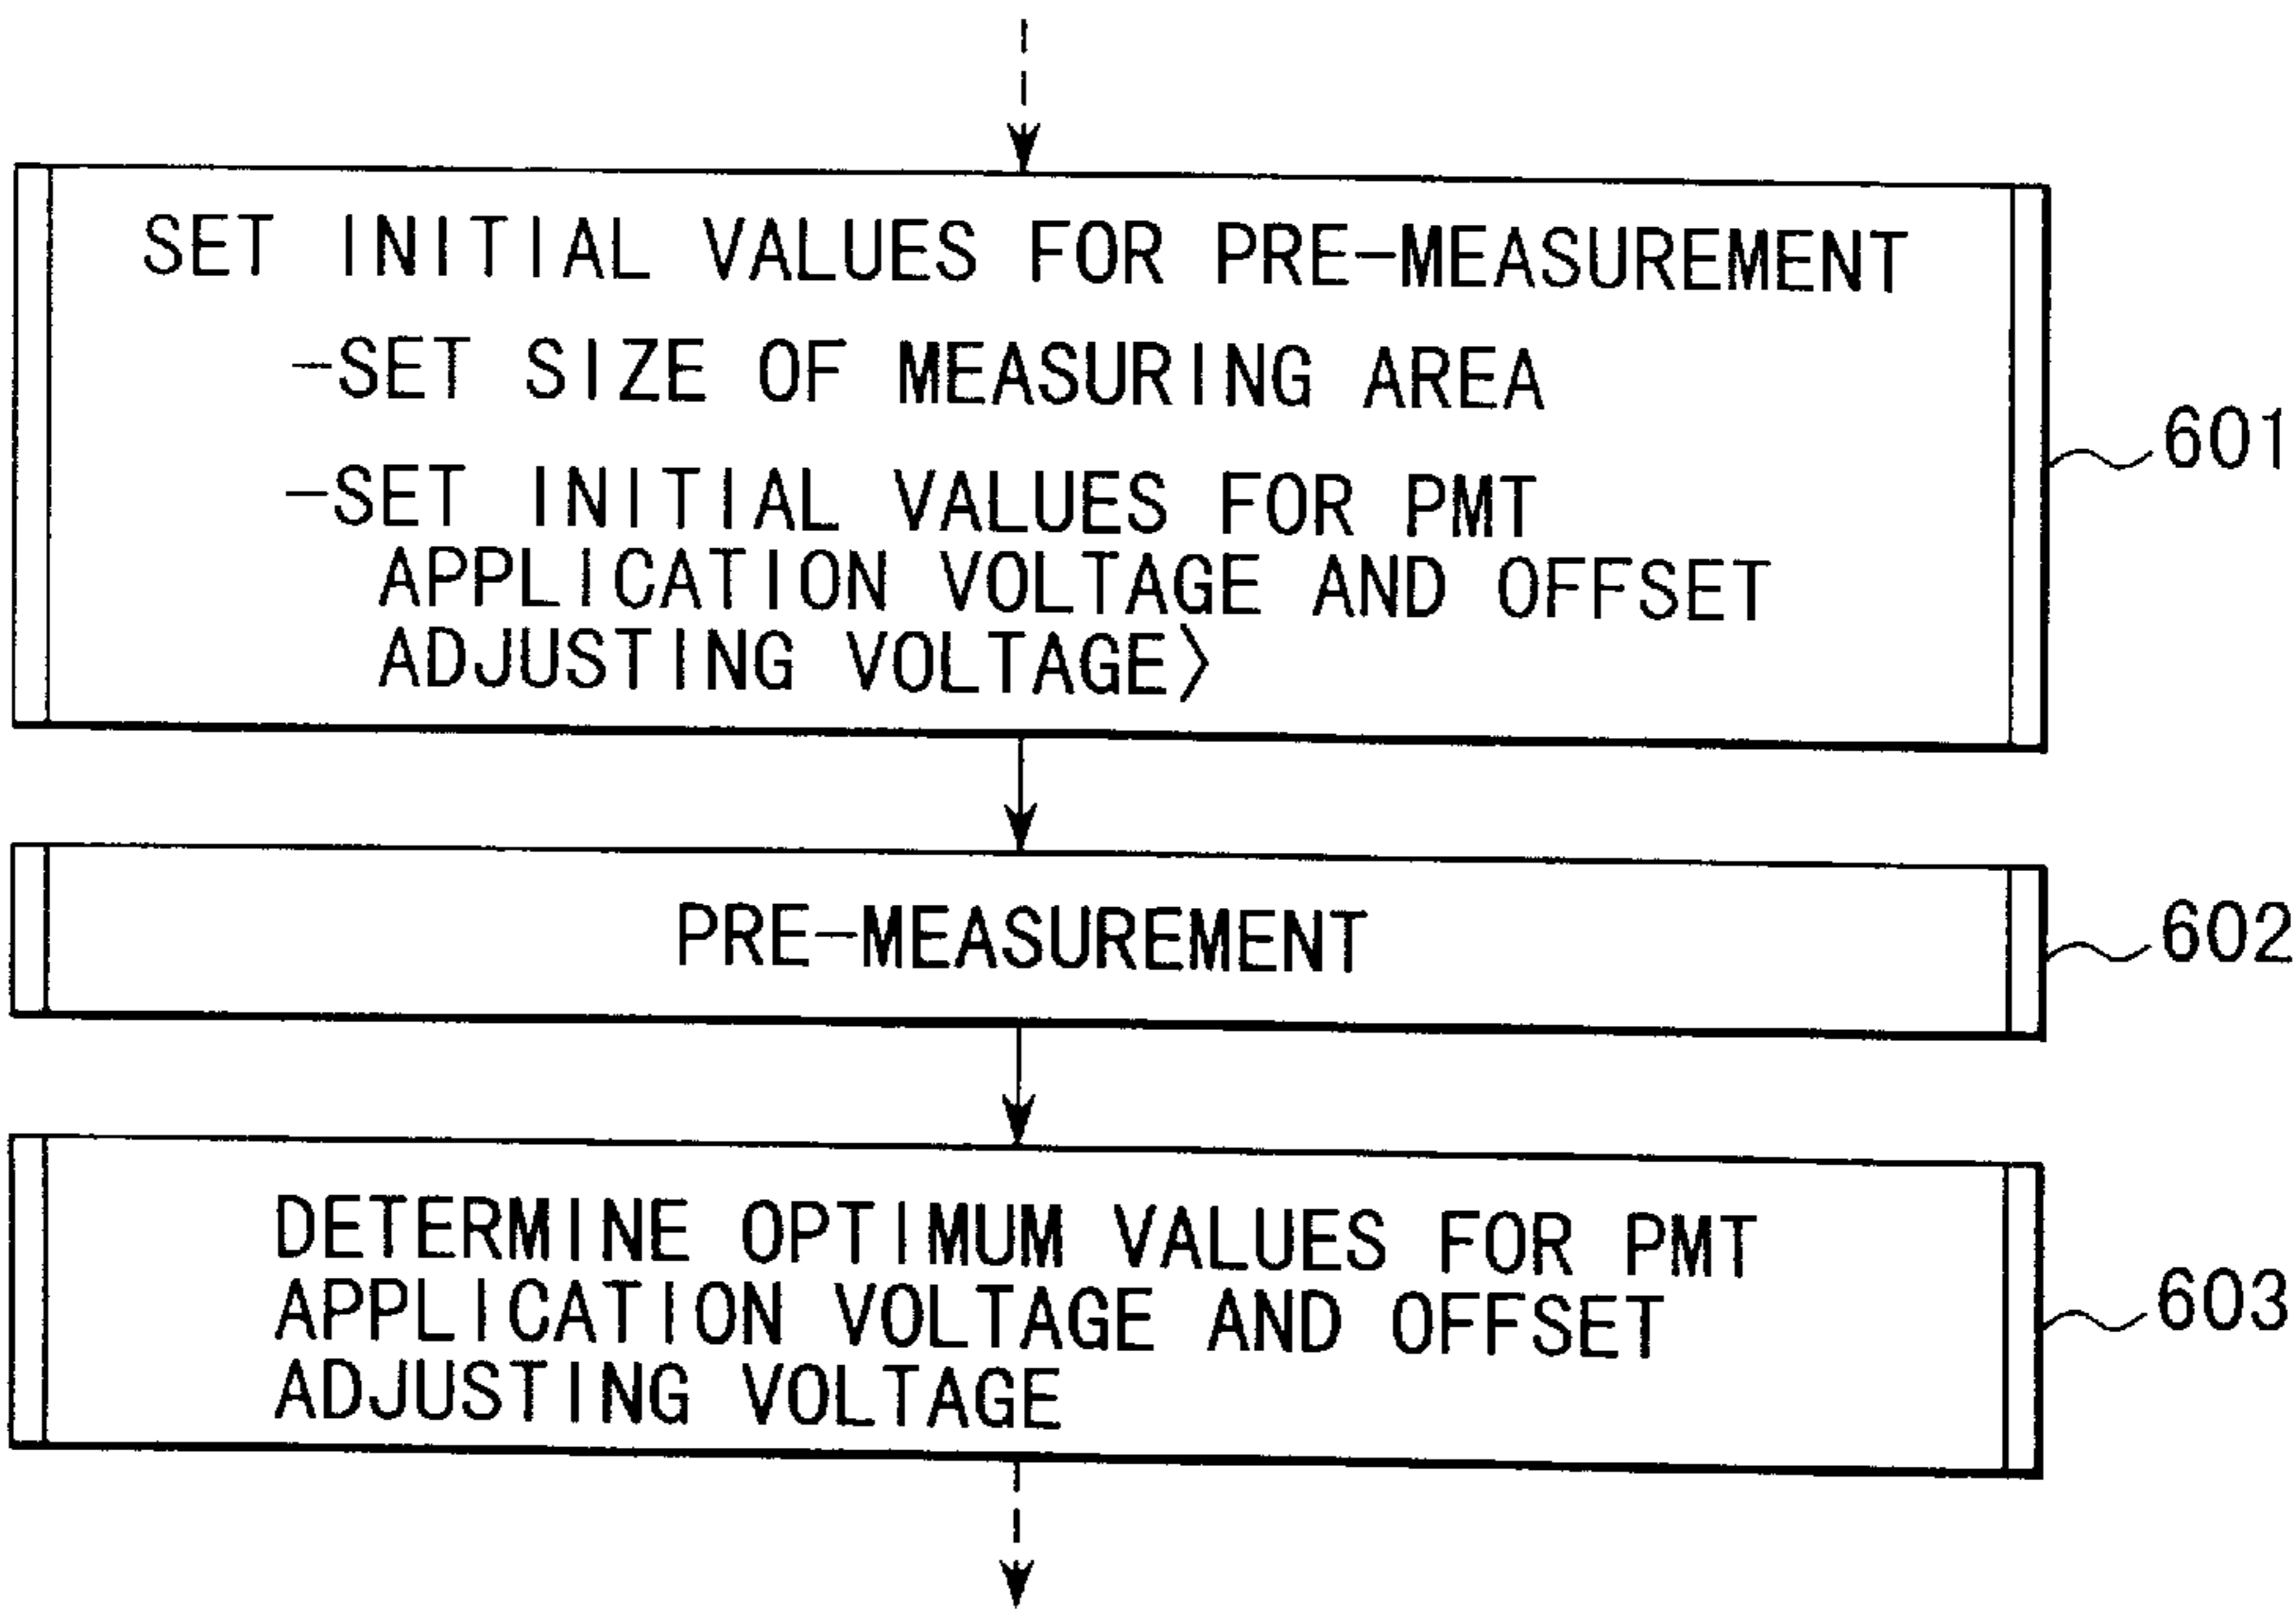 SET INITIAL VALUES FOR PRE-MEASUREMENT
-SET SIZE OF MEASURING AREA
-SET INITIAL VALUES FOR PMT
APPLICATION VOLTAGE AND OFFSET
ADJUSTING VOLTAGE〉
601
PRE-MEASUREMENT
602
DETERMINE OPTIMUM VALUES FOR PMT
APPLICATION VOLTAGE AND OFFSET
ADJUSTING VOLTAGE
603